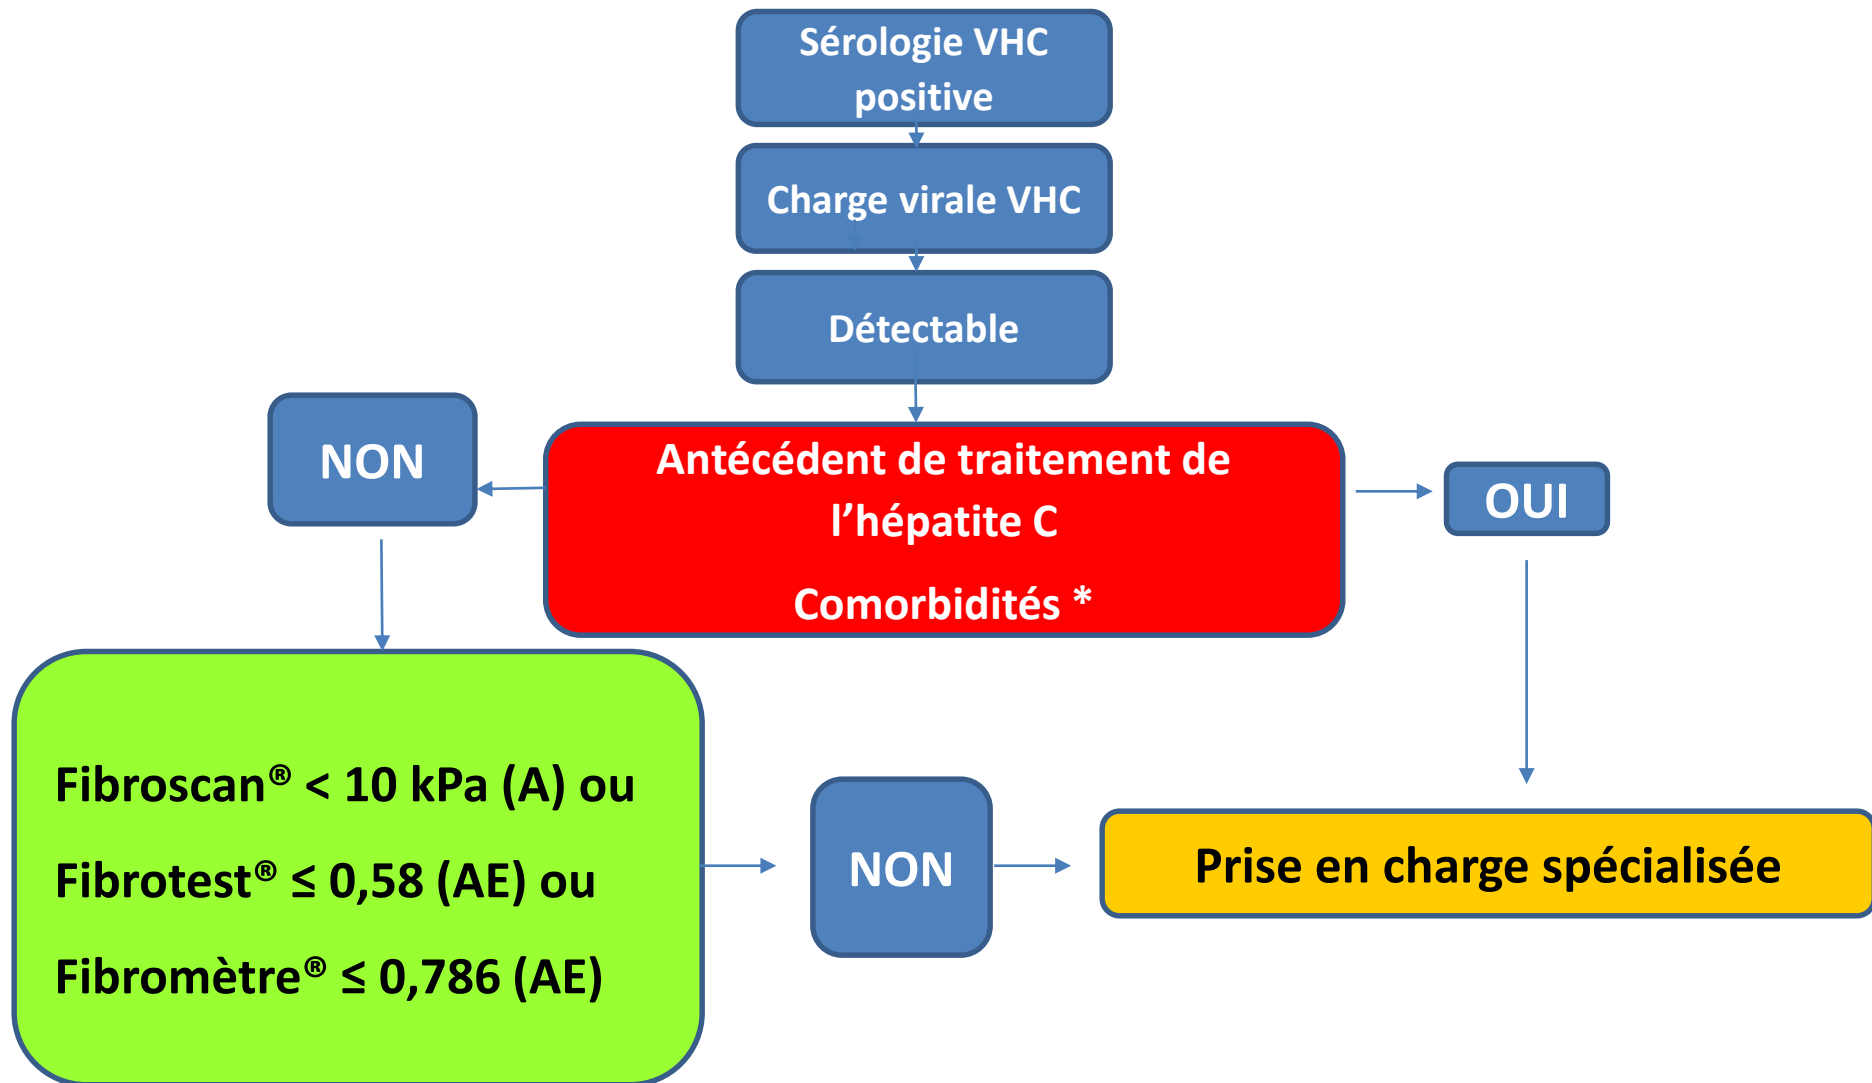 Sérologie VHC
positive
Charge virale VHC
Détectable
NON
Antécédent de traitement de
l’hépatite C
Comorbidités *
OUI
Fibroscan® < 10 kPa (A) ou
Fibrotest® ≤ 0,58 (AE) ou
Fibromètre® ≤ 0,786 (AE)
NON
Prise en charge spécialisée